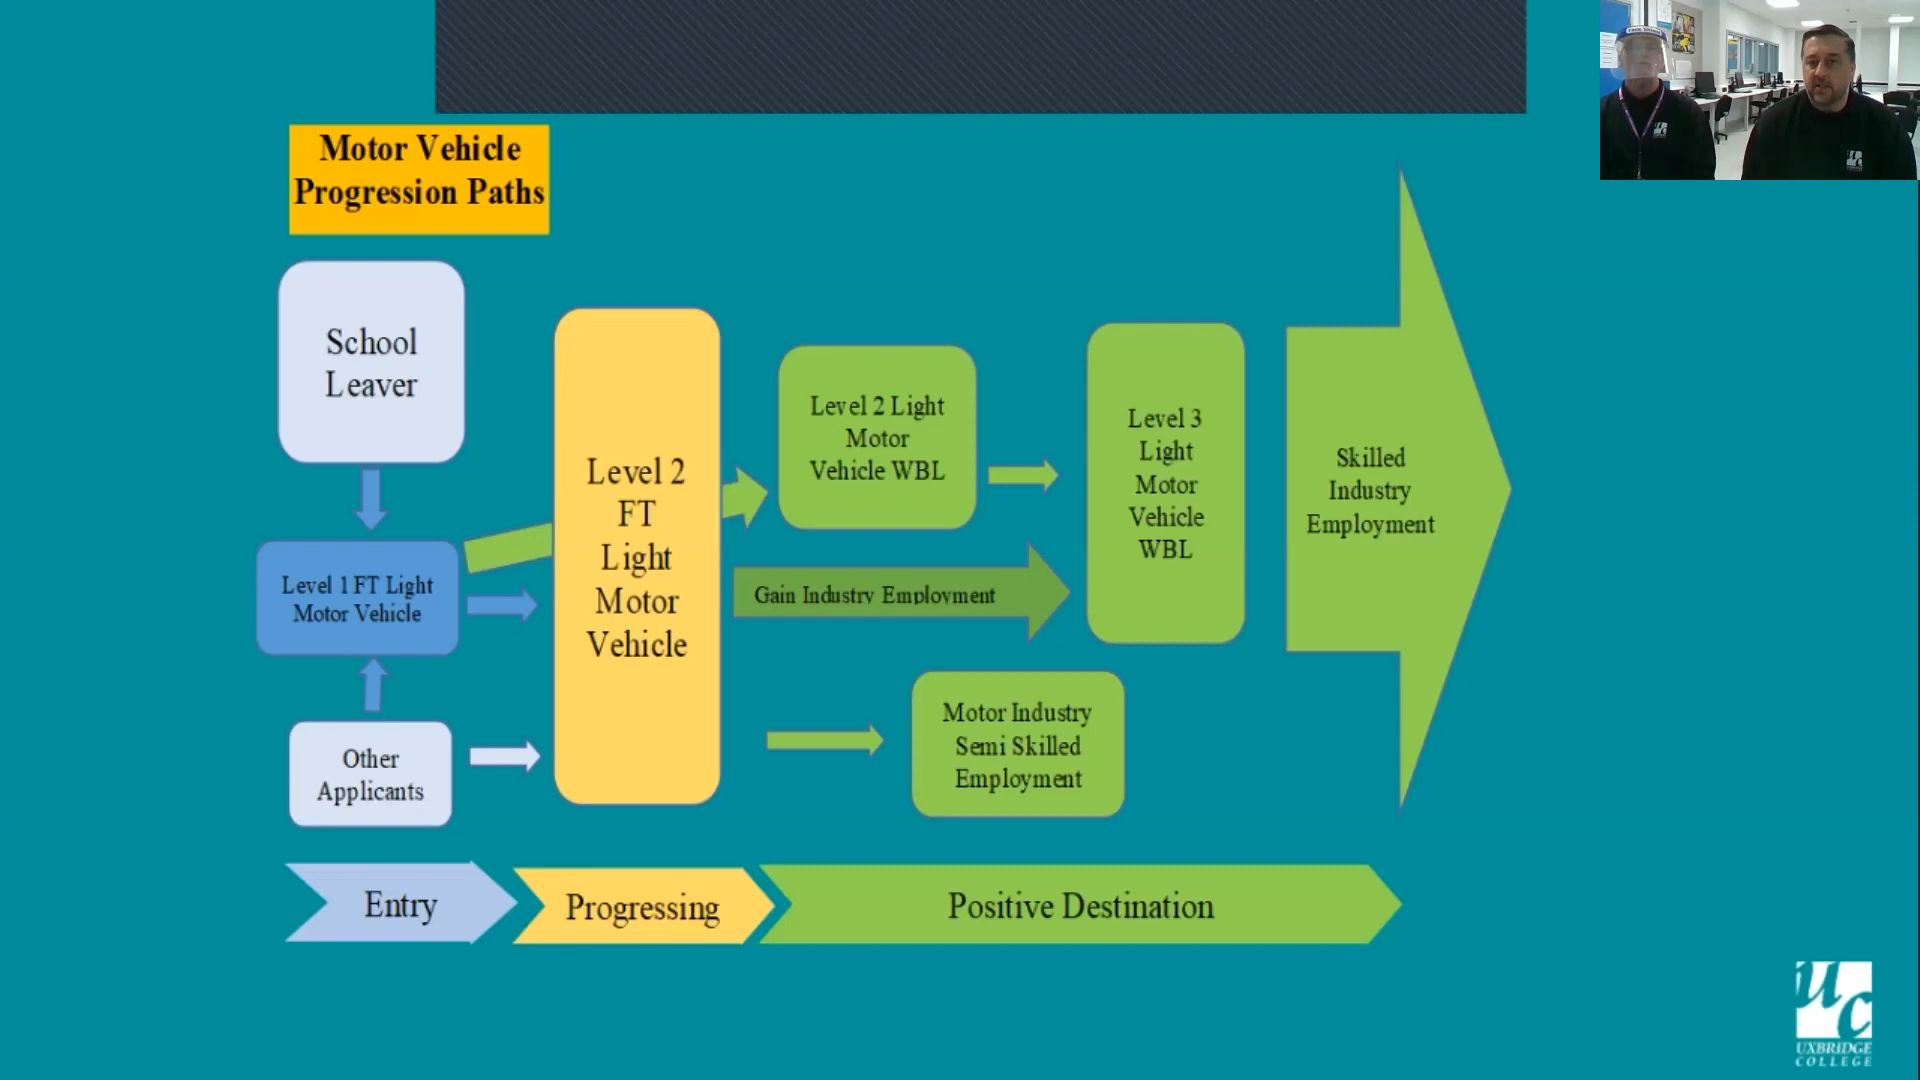 Motor Vehicle
Progression Paths
School
Leaver
Level 1 FT Light
Motor Vehicle
Other
Applicants
Level 2
FT
Light
Motor
Vehicle
Level 2 Light
Motor
Vehicle WBL
Gain Industry Employment
Level 3
Light
Motor
Vehicle
WBL
Motor Industry
Semi Skilled
Employment
Skilled
Industry
Employment
Entry
Progressing
Positive Destination
uc
UXBRIDGE
COLLEGE